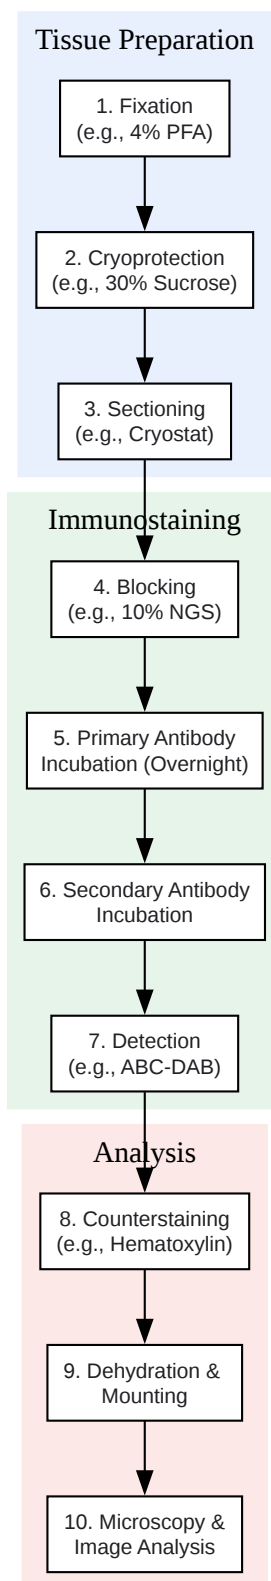 Tissue Preparation
1. Fixation
(e.g., 4% PFA)
2. Cryoprotection
(e.g., 30% Sucrose)
3. Sectioning
(e.g., Cryostat)
Immunostaining
4. Blocking
(e.g., 10% NGS)
5. Primary Antibody
Incubation (Overnight)
6. Secondary Antibody
Incubation
7. Detection
(e.g., ABC-DAB)
Analysis
8. Counterstaining
(e.g., Hematoxylin)
9. Dehydration &
Mounting
10. Microscopy &
Image Analysis